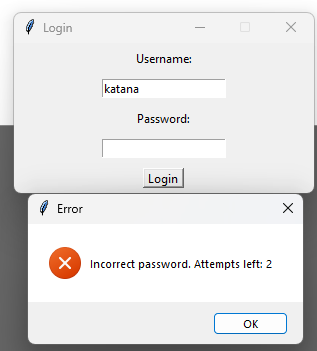 Login
Username:
katana
Password:
Login
Error
Incorrect password. Attempts left: 2
OK